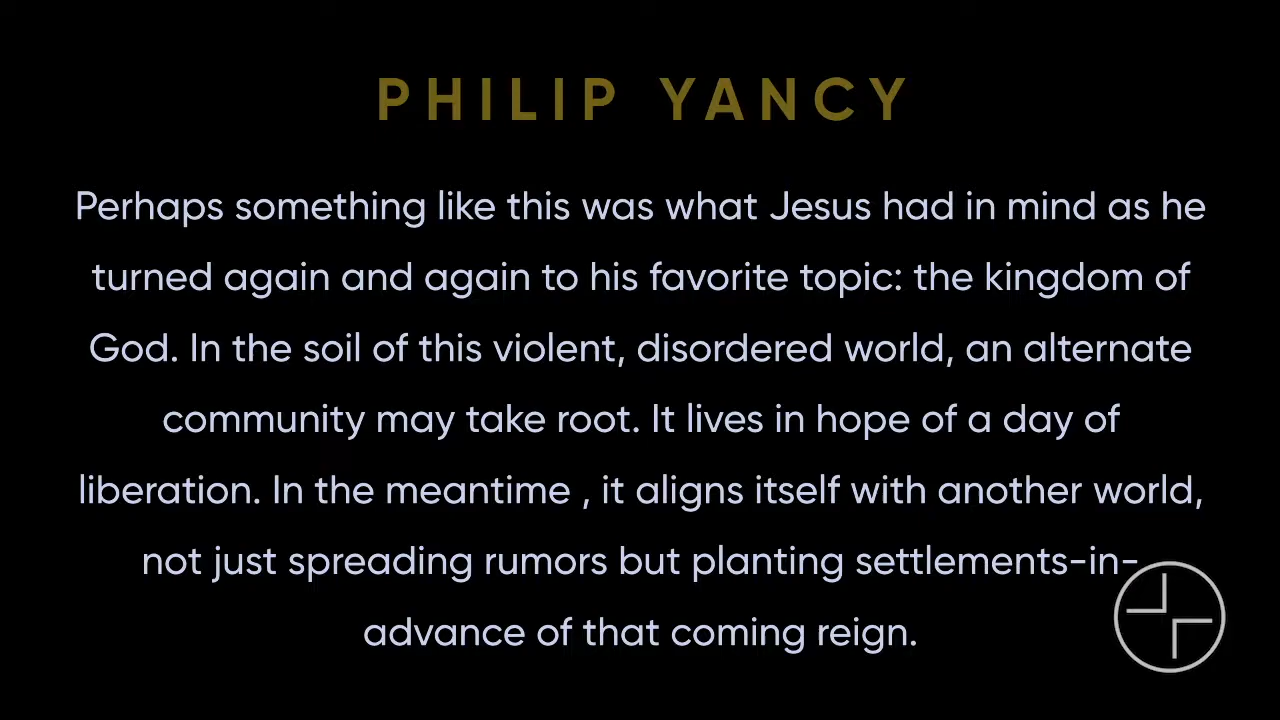 PHILIP YANCY
Perhaps something like this was what Jesus had in mind as he
turned again and again to his favorite topic: the kingdom of
God. In the soil of this violent, disordered world, an alternate
community may take root. It lives in hope of a day of
liberation. In the meantime , it aligns itself with another world,
not just spreading rumors but planting settlements-in-
advance of that coming reign.